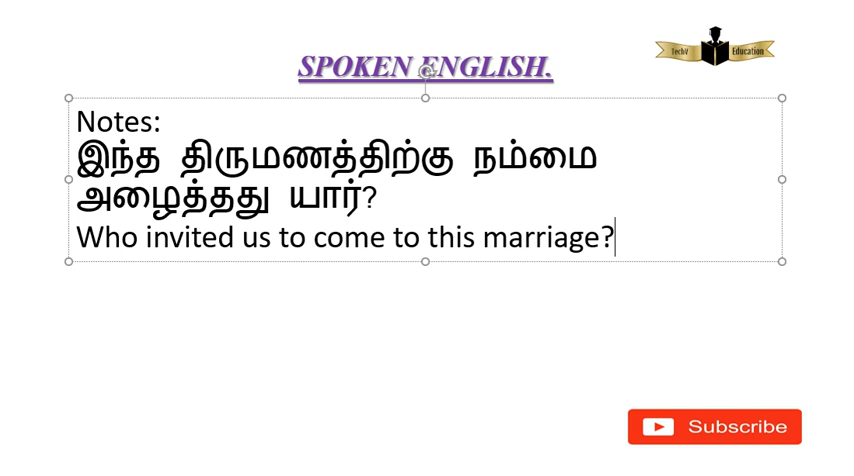 TechV Education
SPOKEN ENGLISH.
Notes:
இந்த திருமணத்திற்கு நம்மை
அழைத்தது யார்?
Who invited us to come to this marriage?
Subscribe